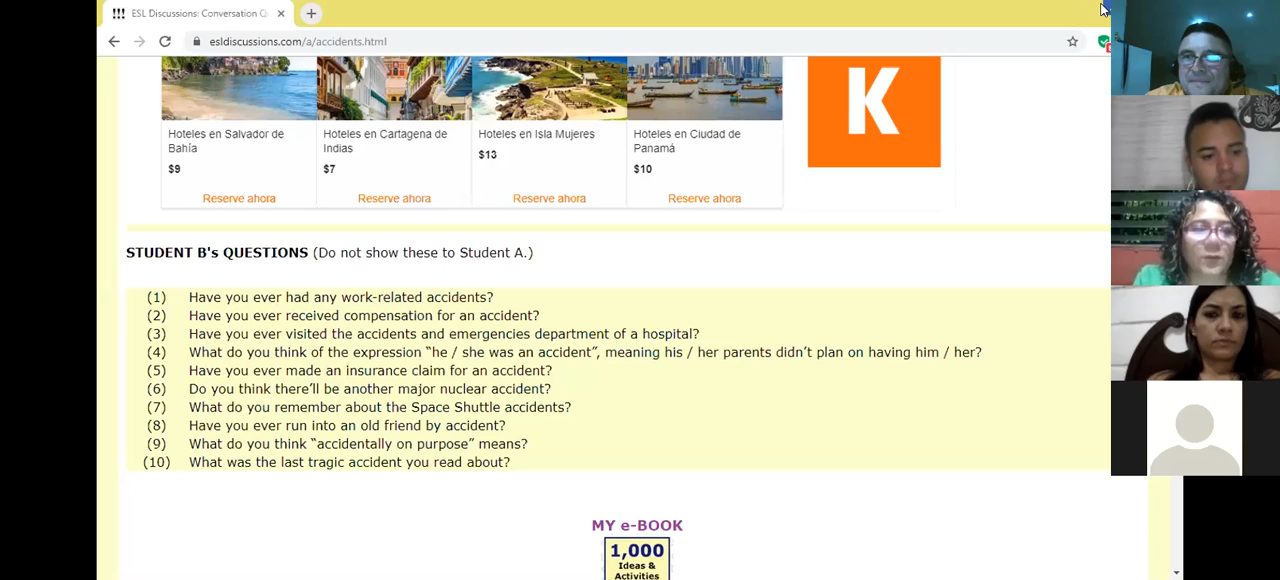 !!! ESL Discussions: Conversation Q
esldiscussions.com/a/accidents.html
Hoteles en Salvador de
Bahía
$9
Reserve ahora
Hoteles en Cartagena de
Indias
$7
Reserve ahora
Hoteles en Isla Mujeres
$13
Reserve ahora
Hoteles en Ciudad de
Panamá
$10
Reserve ahora
K
STUDENT B's QUESTIONS (Do not show these to Student A.)
(1) Have you ever had any work-related accidents?
(2) Have you ever received compensation for an accident?
(3) Have you ever visited the accidents and emergencies department of a hospital?
(4) What do you think of the expression “he / she was an accident”, meaning his / her parents didn’t plan on having him / her?
(5) Have you ever made an insurance claim for an accident?
(6) Do you think there’ll be another major nuclear accident?
(7) What do you remember about the Space Shuttle accidents?
(8) Have you ever run into an old friend by accident?
(9) What do you think “accidentally on purpose” means?
(10) What was the last tragic accident you read about?
MY e-BOOK
1,000
Ideas &
Activities